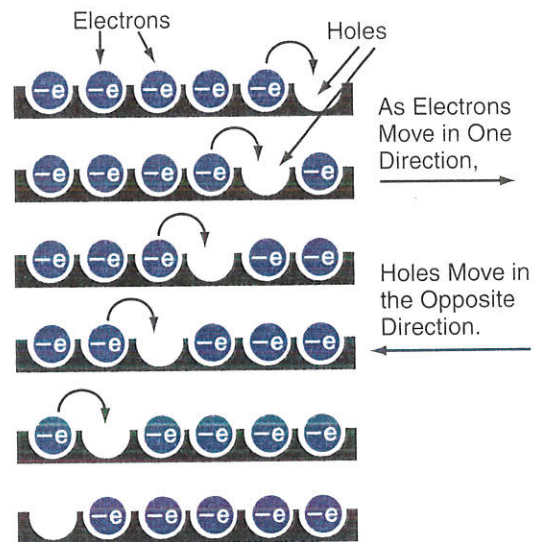 Electrons
Holes
-e -e -e -e -e
As Electrons
Move in One
Direction,
-e -e -e -e -e
-e -e -e -e -e
Holes Move in
the Opposite
Direction.
-e -e -e -e -e
-e -e -e -e -e
-e -e -e -e -e